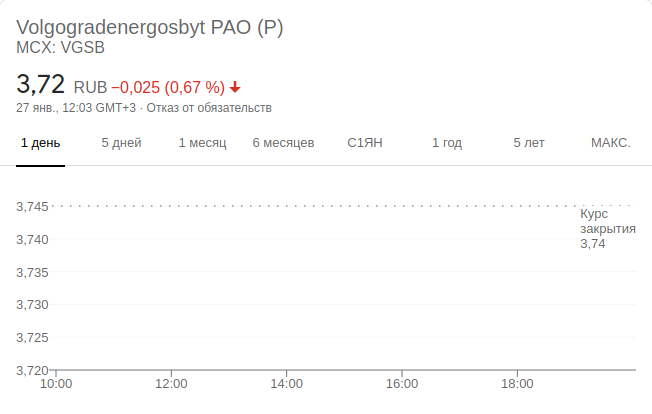 Volgogradenergosbyt PAO (P)
MCX: VGSB
3,72 RUB −0,025 (0,67 %)
27 янв., 12:03 GMT+3 · Отказ от обязательств
1 день 5 дней 1 месяц 6 месяцев С1ЯН 1 год 5 лет МАКС.
3,745
Курс
закрытия
3,74
3,740
3,735
3,730
3,725
3,720
10:00 12:00 14:00 16:00 18:00